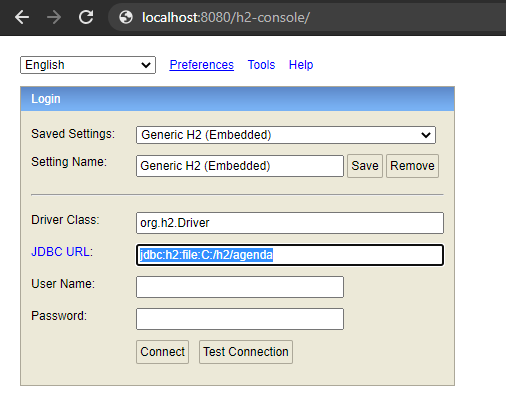 localhost:8080/h2-console/
English Preferences Tools Help
Login
Saved Settings: Generic H2 (Embedded)
Setting Name: Generic H2 (Embedded) Save Remove
Driver Class: org.h2.Driver
JDBC URL: jdbc:h2:file:C:/h2/agenda
User Name:
Password:
Connect Test Connection